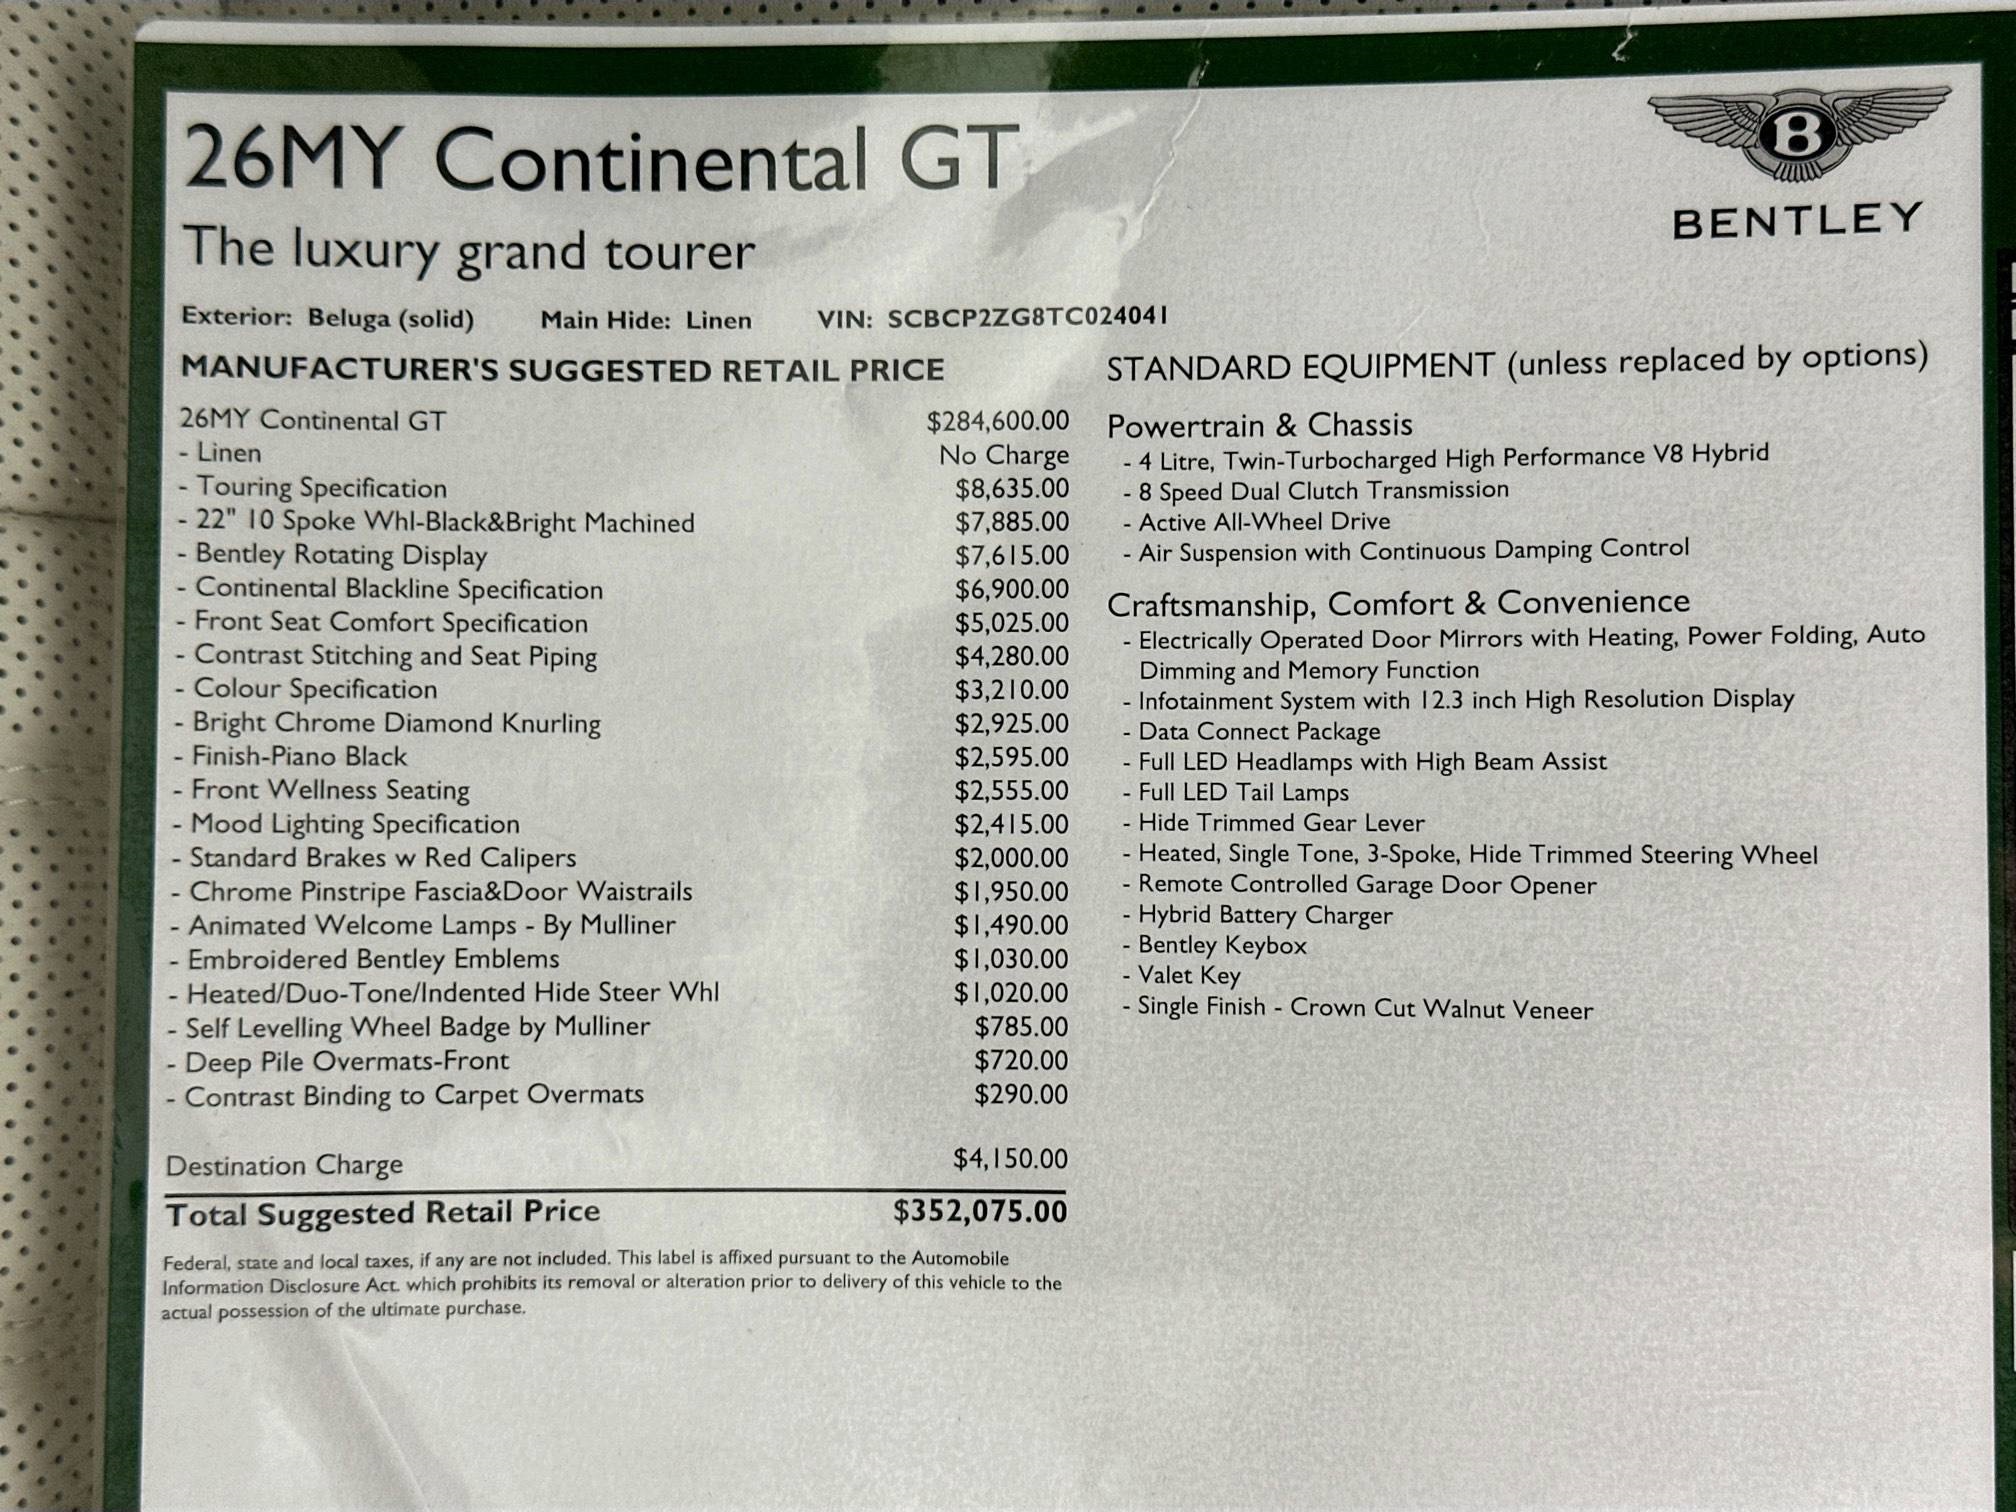 26MY Continental GT
The luxury grand tourer
B
BENTLEY
Exterior: Beluga (solid) Main Hide: Linen VIN: SCBCP2ZG8TC024041
MANUFACTURER'S SUGGESTED RETAIL PRICE
26MY Continental GT $284,600.00
- Linen No Charge
- Touring Specification $8,635.00
- 22" 10 Spoke Whl-Black&Bright Machined $7,885.00
- Bentley Rotating Display $7,615.00
- Continental Blackline Specification $6,900.00
- Front Seat Comfort Specification $5,025.00
- Contrast Stitching and Seat Piping $4,280.00
- Colour Specification $3,210.00
- Bright Chrome Diamond Knurling $2,925.00
- Finish-Piano Black $2,595.00
- Front Wellness Seating $2,555.00
- Mood Lighting Specification $2,415.00
- Standard Brakes w Red Calipers $2,000.00
- Chrome Pinstripe Fascia&Door Waistrails $1,950.00
- Animated Welcome Lamps - By Mulliner $1,490.00
- Embroidered Bentley Emblems $1,030.00
- Heated/Duo-Tone/Indented Hide Steer Whl $1,020.00
- Self Levelling Wheel Badge by Mulliner $785.00
- Deep Pile Overmats-Front $720.00
- Contrast Binding to Carpet Overmats $290.00
Destination Charge $4,150.00
Total Suggested Retail Price $352,075.00
Federal, state and local taxes, if any are not included. This label is affixed pursuant to the Automobile
Information Disclosure Act. which prohibits its removal or alteration prior to delivery of this vehicle to the
actual possession of the ultimate purchase.
STANDARD EQUIPMENT (unless replaced by options)
Powertrain & Chassis
- 4 Litre, Twin-Turbocharged High Performance V8 Hybrid
- 8 Speed Dual Clutch Transmission
- Active All-Wheel Drive
- Air Suspension with Continuous Damping Control
Craftsmanship, Comfort & Convenience
- Electrically Operated Door Mirrors with Heating, Power Folding, Auto
Dimming and Memory Function
- Infotainment System with 12.3 inch High Resolution Display
- Data Connect Package
- Full LED Headlamps with High Beam Assist
- Full LED Tail Lamps
- Hide Trimmed Gear Lever
- Heated, Single Tone, 3-Spoke, Hide Trimmed Steering Wheel
- Remote Controlled Garage Door Opener
- Hybrid Battery Charger
- Bentley Keybox
- Valet Key
- Single Finish - Crown Cut Walnut Veneer